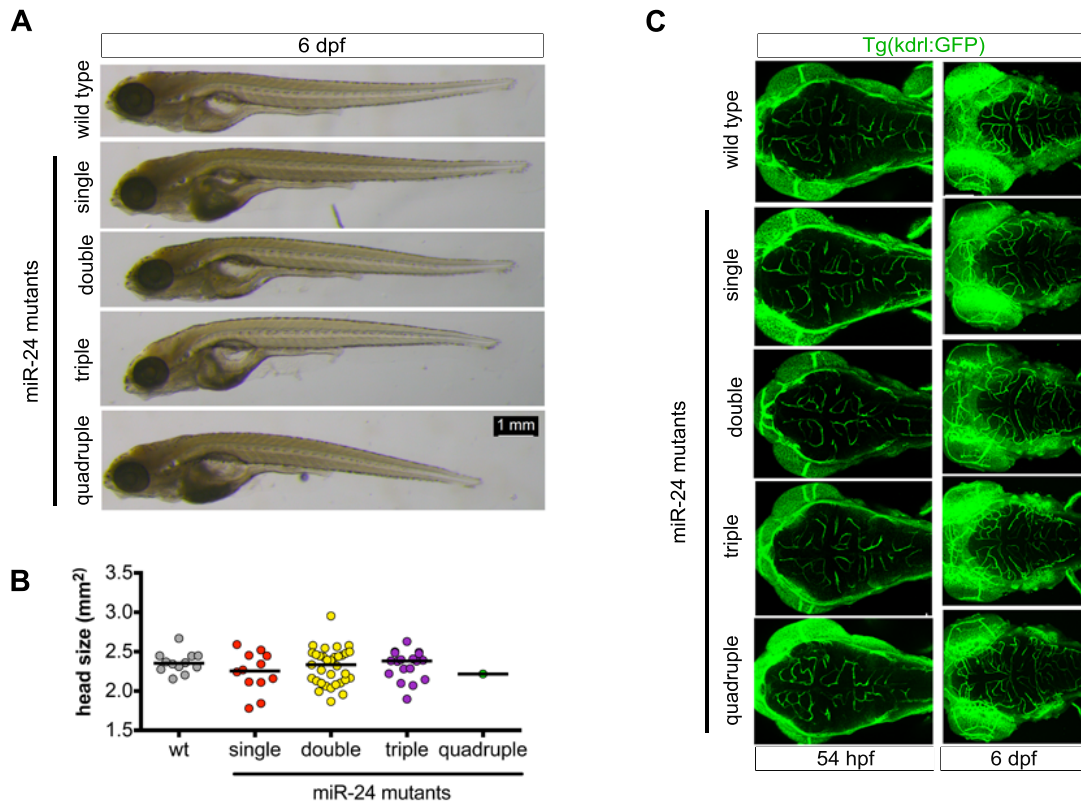 A
6 dpf
wild type
single
double
triple
quadruple
miR-24 mutants
1 mm
B
head size (mm²)
3.5
3.0
2.5
2.0
1.5
wt single double triple quadruple
miR-24 mutants
C
Tg(kdrl:GFP)
wild type
single
double
triple
quadruple
miR-24 mutants
54 hpf 6 dpf